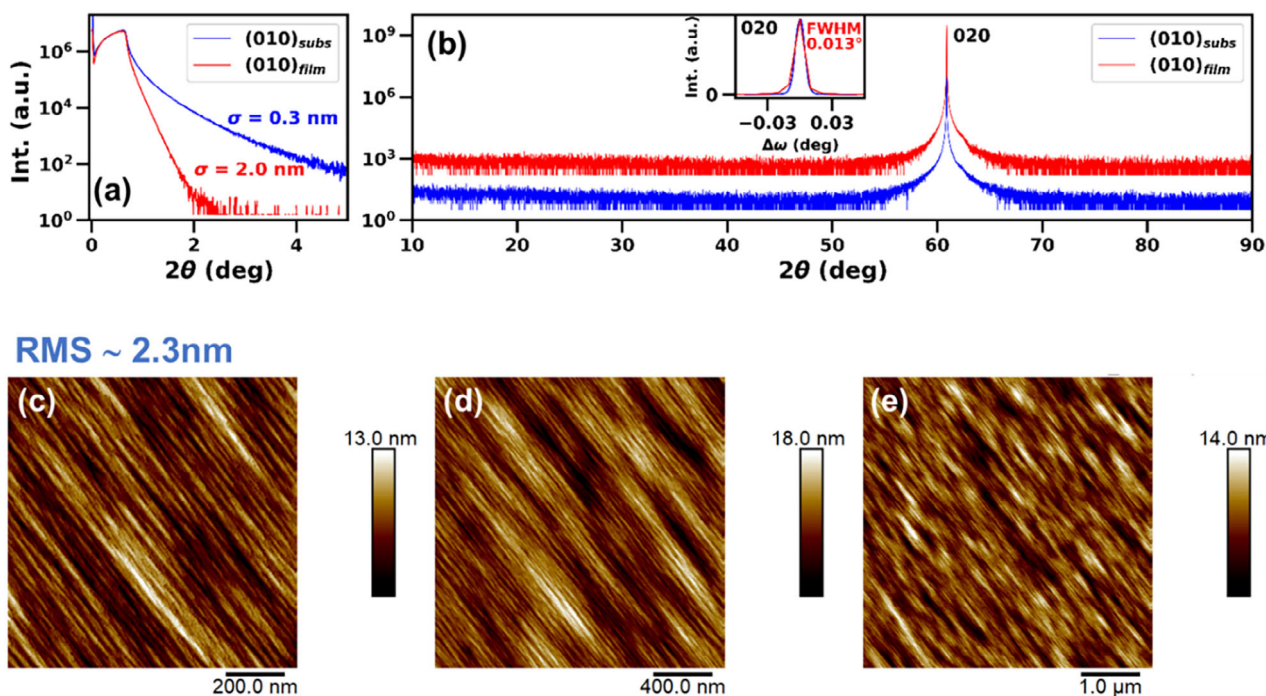 (a)
10⁶
10⁴
10²
10⁰
Int. (a.u.)
(010)subs
(010)film
σ = 0.3 nm
σ = 2.0 nm
0 2 4
2θ (deg)
(b)
10⁹
10⁶
10³
10⁰
020
FWHM
0.013°
Int. (a.u.)
0
−0.03 0.03
Δω (deg)
020
(010)subs
(010)film
10 20 30 40 50 60 70 80 90
2θ (deg)
RMS ~ 2.3nm
(c)
13.0 nm
200.0 nm
(d)
18.0 nm
400.0 nm
(e)
14.0 nm
1.0 µm